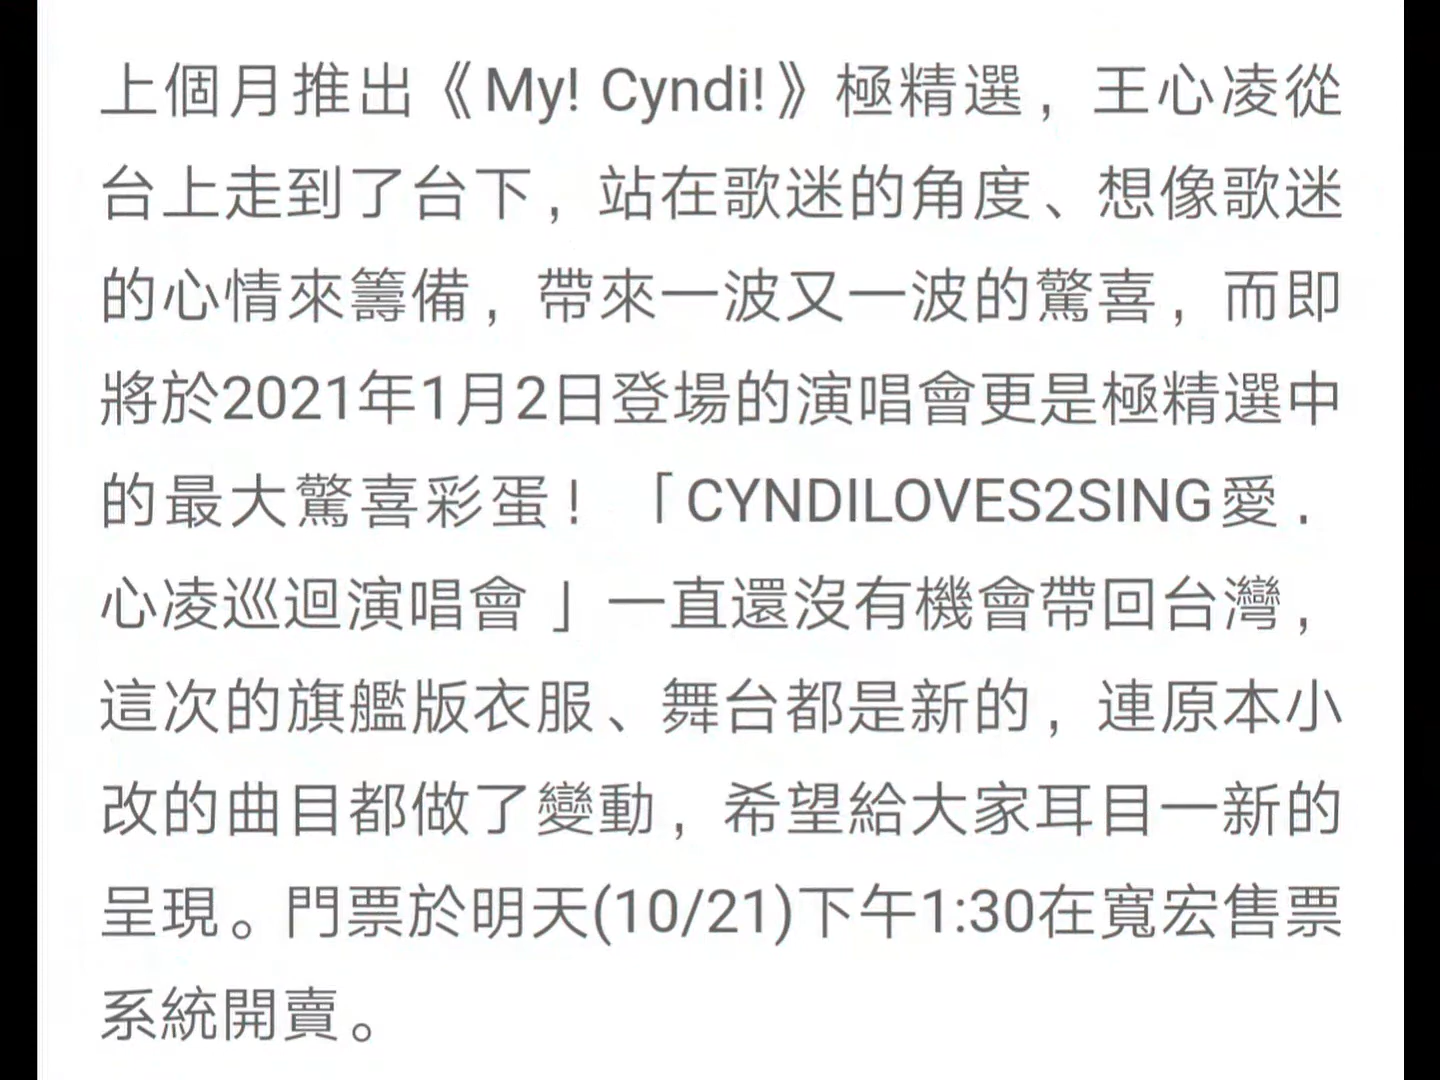 上個月推出《My! Cyndi!》極精選，王心凌從
台上走到了台下，站在歌迷的角度、想像歌迷
的心情來籌備，帶來一波又一波的驚喜，而即
將於2021年1月2日登場的演唱會更是極精選中
的最大驚喜彩蛋！「CYNDILOVES2SING愛．
心凌巡迴演唱會 」一直還沒有機會帶回台灣，
這次的旗艦版衣服、舞台都是新的，連原本小
改的曲目都做了變動，希望給大家耳目一新的
呈現。門票於明天(10/21)下午1:30在寬宏售票
系統開賣。